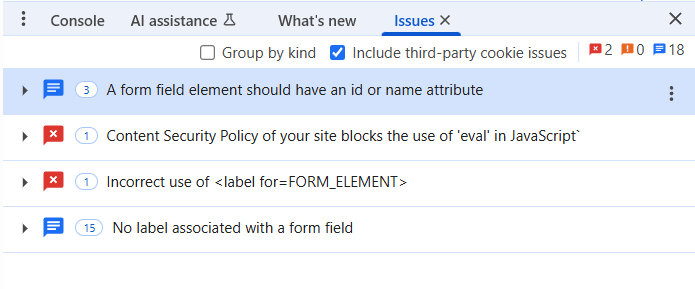 Console AI assistance What's new Issues
Group by kind Include third-party cookie issues 2 0 18
3 A form field element should have an id or name attribute
1 Content Security Policy of your site blocks the use of 'eval' in JavaScript`
1 Incorrect use of <label for=FORM_ELEMENT>
15 No label associated with a form field